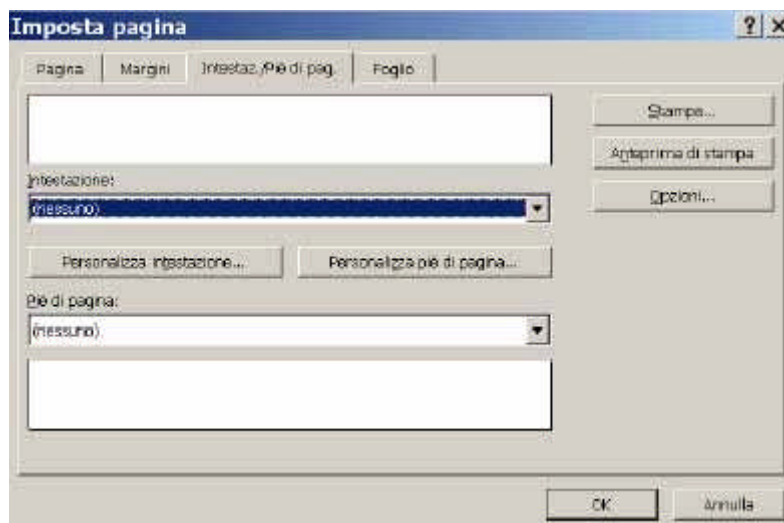 Imposta pagina
Pagina
Margini
Intestaz./Piè di pag.
Foglio
Stampa...
Anteprima di stampa
Opzioni...
Intestazione:
(nessuno)
Personalizza intestazione...
Personalizza piè di pagina...
Piè di pagina:
(nessuno)
OK
Annulla